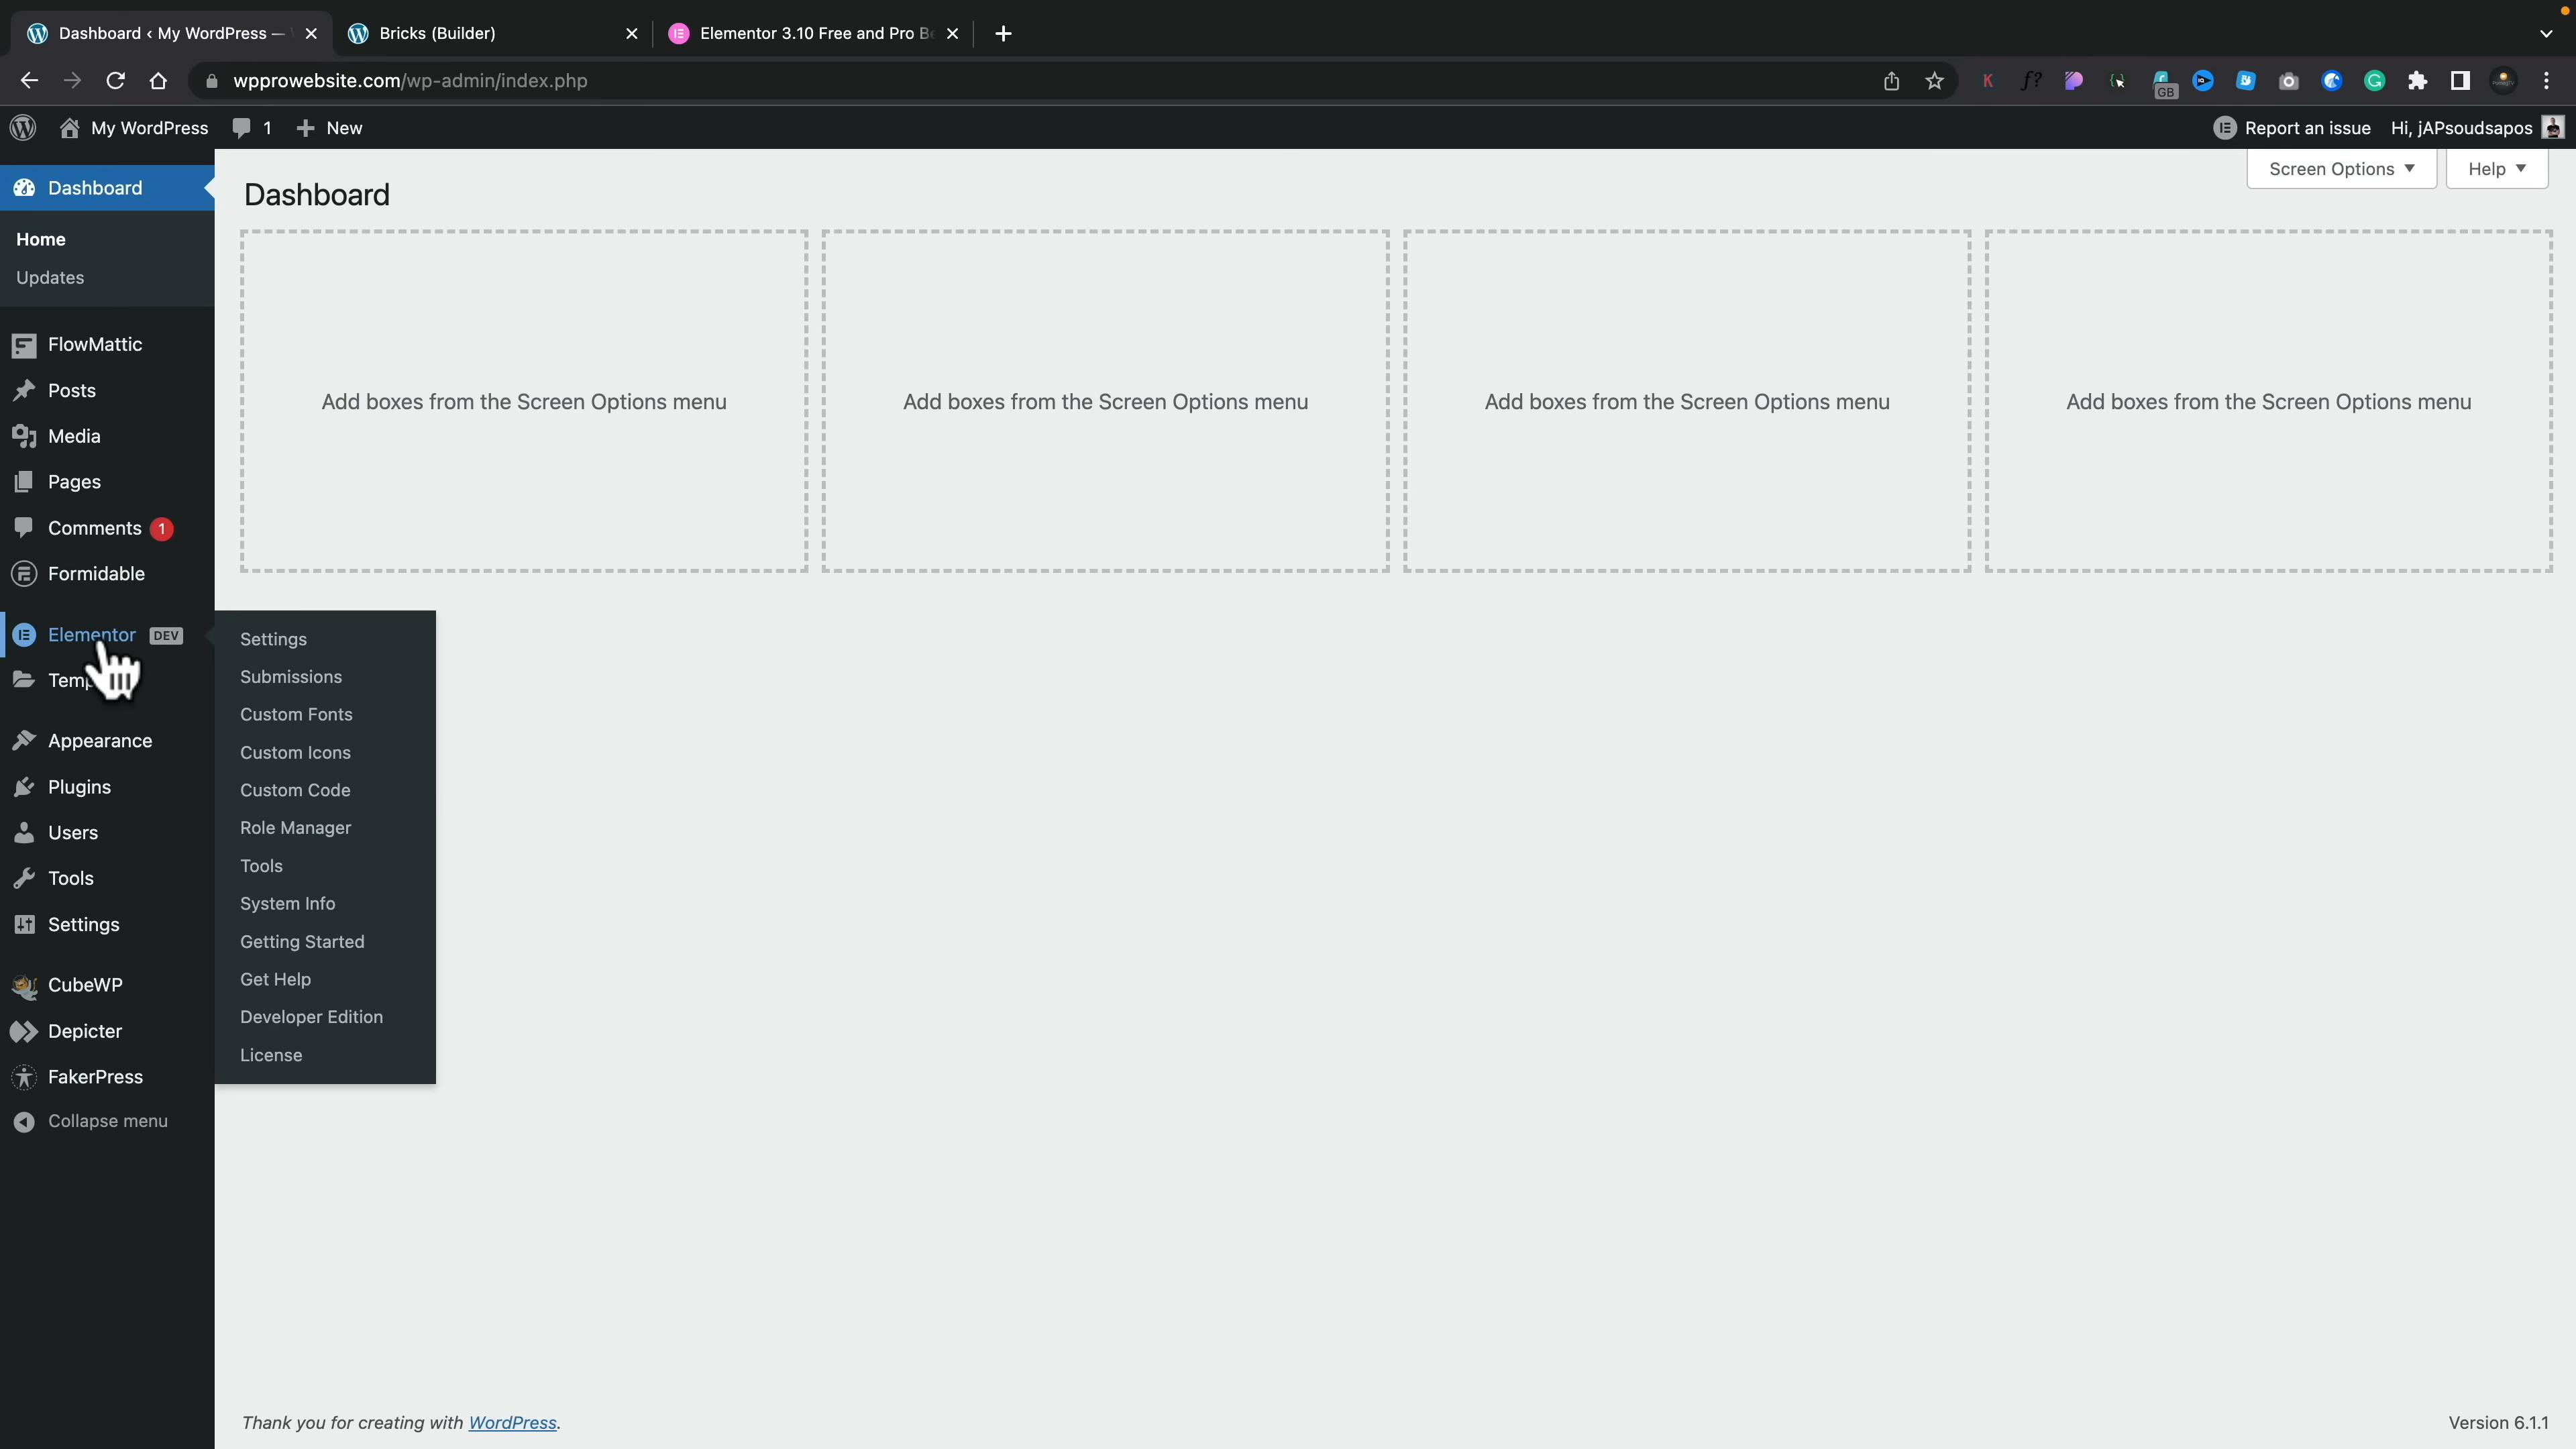 Dashboard ‹ My WordPress —
Bricks (Builder)
Elementor 3.10 Free and Pro Be
wpprowebsite.com/wp-admin/index.php
GB
My WordPress
1
New
Report an issue
Hi, jAPsoudsapos
Dashboard
Screen Options
Help
Home
Updates
Dashboard
Add boxes from the Screen Options menu
Add boxes from the Screen Options menu
Add boxes from the Screen Options menu
Add boxes from the Screen Options menu
FlowMattic
Posts
Media
Pages
Comments 1
Formidable
Elementor DEV
Temp
Appearance
Plugins
Users
Tools
Settings
CubeWP
Depicter
FakerPress
Collapse menu
Settings
Submissions
Custom Fonts
Custom Icons
Custom Code
Role Manager
Tools
System Info
Getting Started
Get Help
Developer Edition
License
Thank you for creating with WordPress.
Version 6.1.1